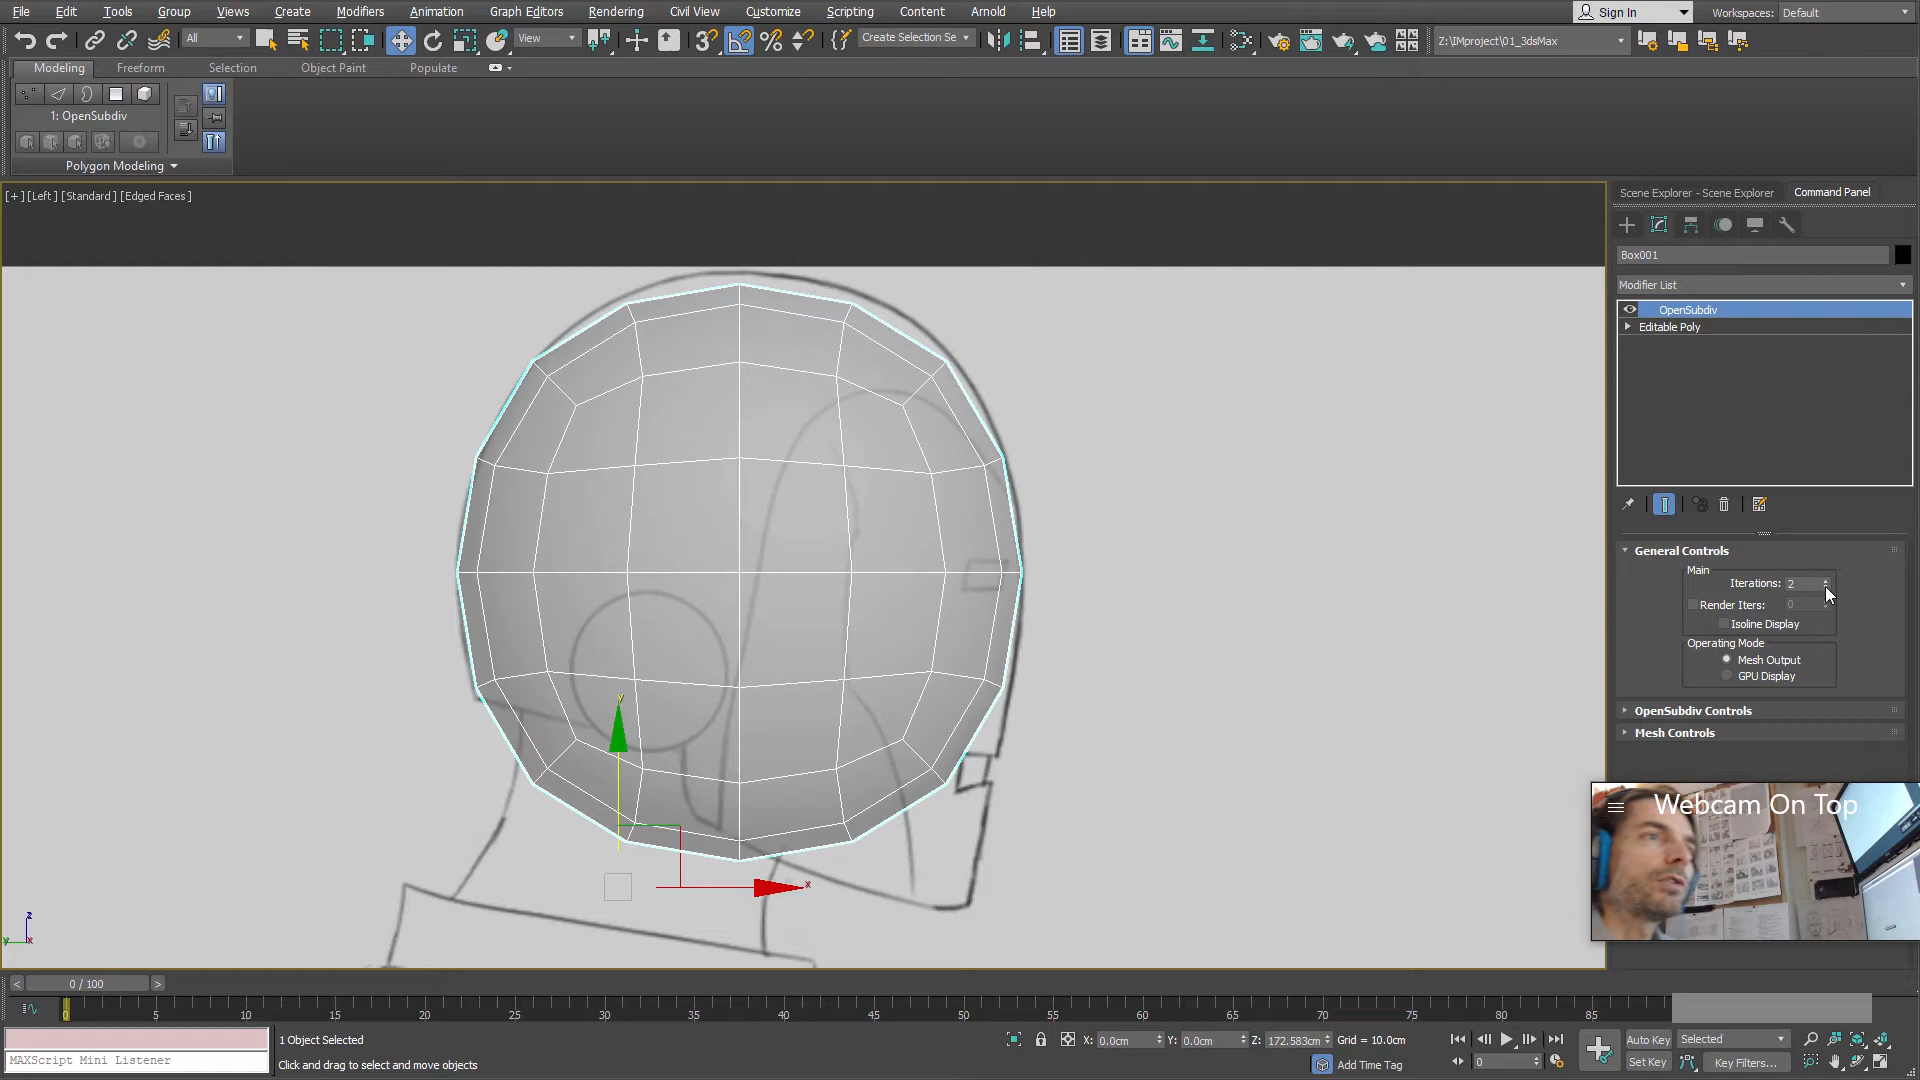 File Edit Tools Group Views Create Modifiers Animation Graph Editors Rendering Civil View Customize Scripting Content Arnold Help Sign In Workspaces: Default
All View Create Selection Se Z:\IMproject\01_3dsMax
Modeling Freeform Selection Object Paint Populate
1: OpenSubdiv
Polygon Modeling
[+] [Left] [Standard] [Edged Faces]
Scene Explorer - Scene Explorer Command Panel
Box001
Modifier List
OpenSubdiv
Editable Poly
General Controls
Main
Iterations: 2
Render Iters: 0
Isoline Display
Operating Mode
Mesh Output
GPU Display
OpenSubdiv Controls
Mesh Controls
Webcam On Top
y
x
z
y x
0 / 100
0 5 10 15 20 25 30 35 40 45 50 55 60 65 70 75 80 85
1 Object Selected X: 0.0cm Y: 0.0cm Z: 172.583cm Grid = 10.0cm Auto Key Selected
MAXScript Mini Listener Click and drag to select and move objects Add Time Tag 0 Set Key Key Filters...